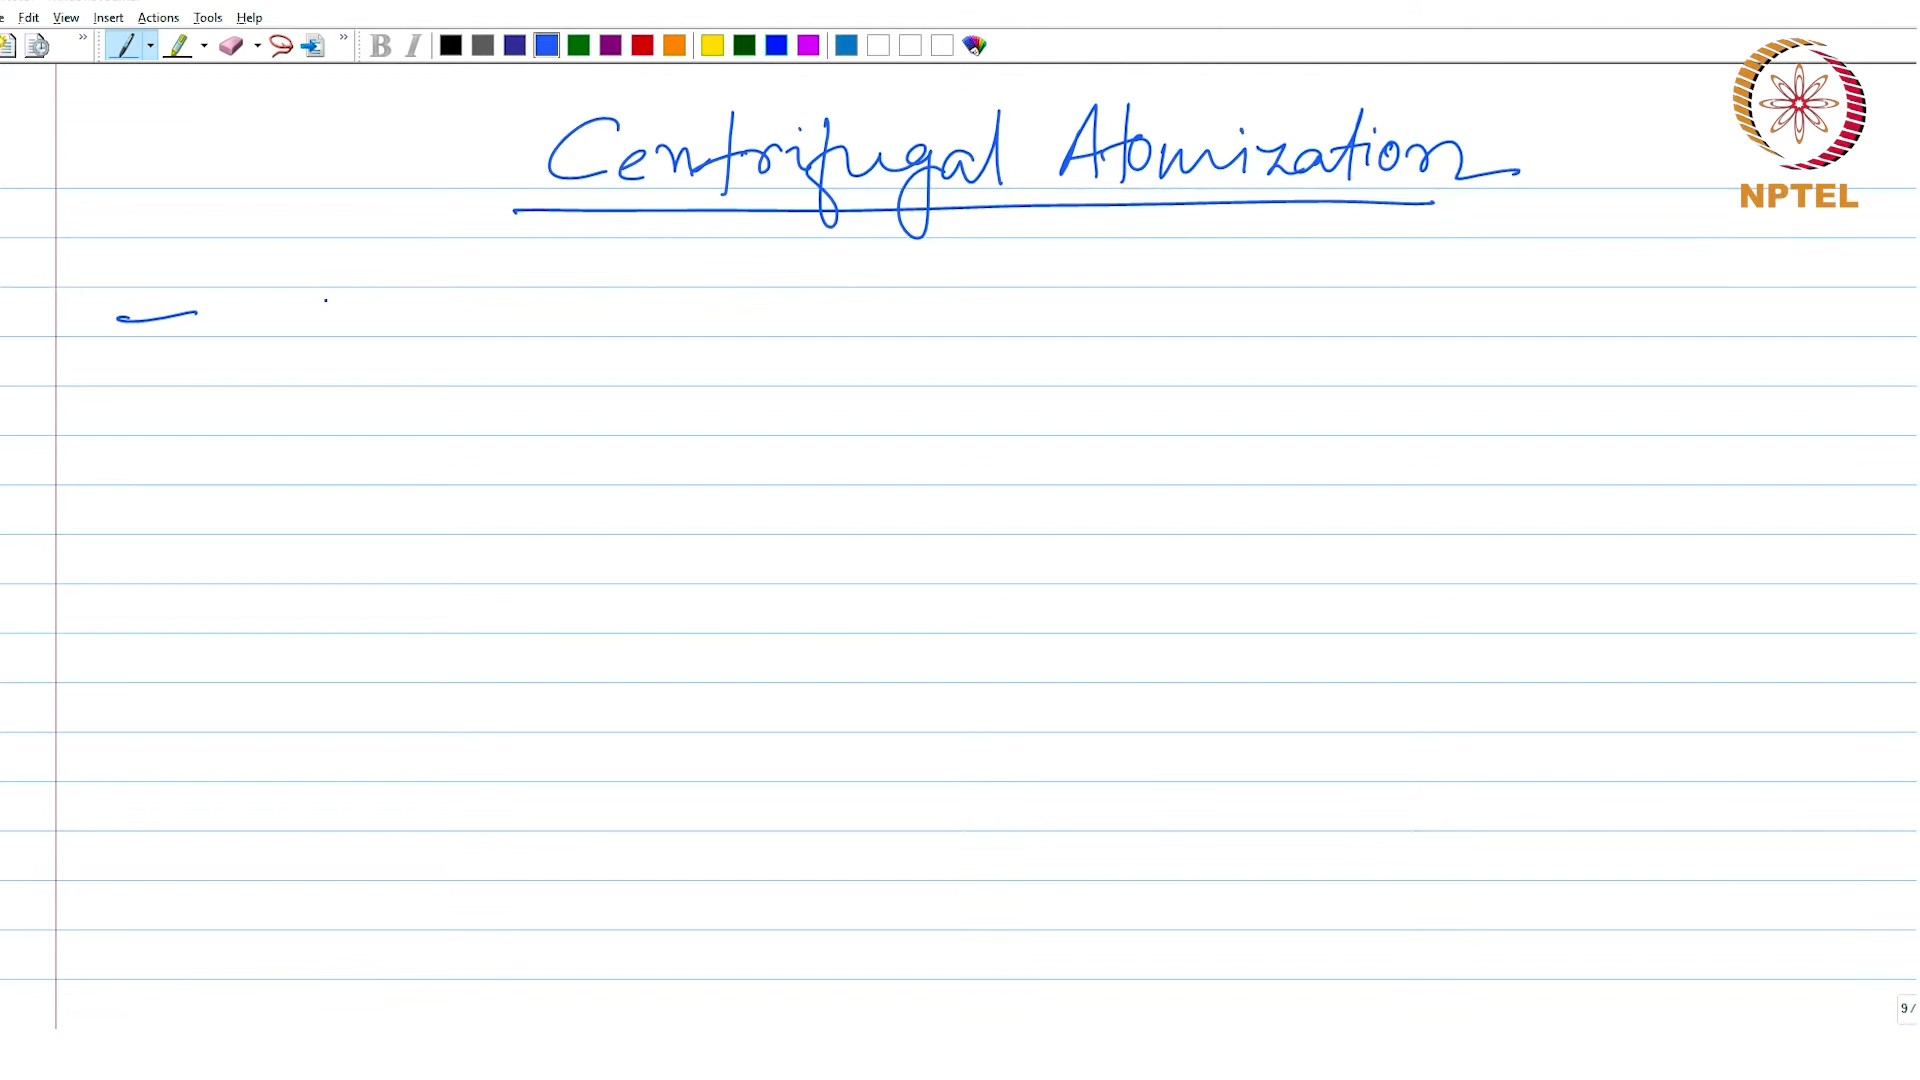 Edit View Insert Actions Tools Help
B I
Centrifugal Atomization
NPTEL
9 /